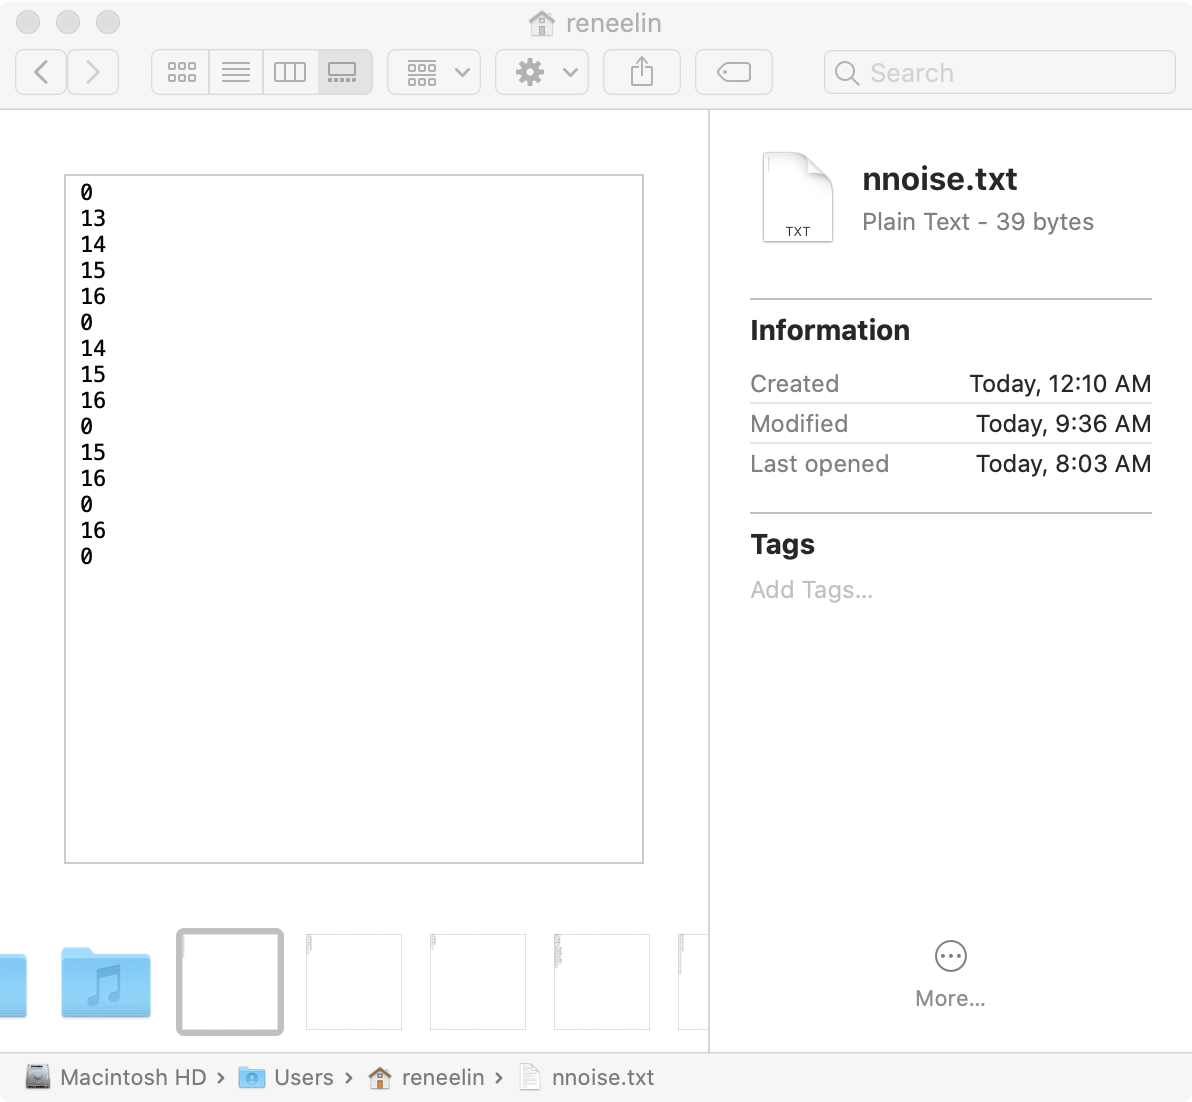 reneelin
Search
0
13
14
15
16
0
14
15
16
0
15
16
0
16
0
TXT
nnoise.txt
Plain Text - 39 bytes
Information
Created Today, 12:10 AM
Modified Today, 9:36 AM
Last opened Today, 8:03 AM
Tags
Add Tags...
More...
Macintosh HD › Users › reneelin › nnoise.txt